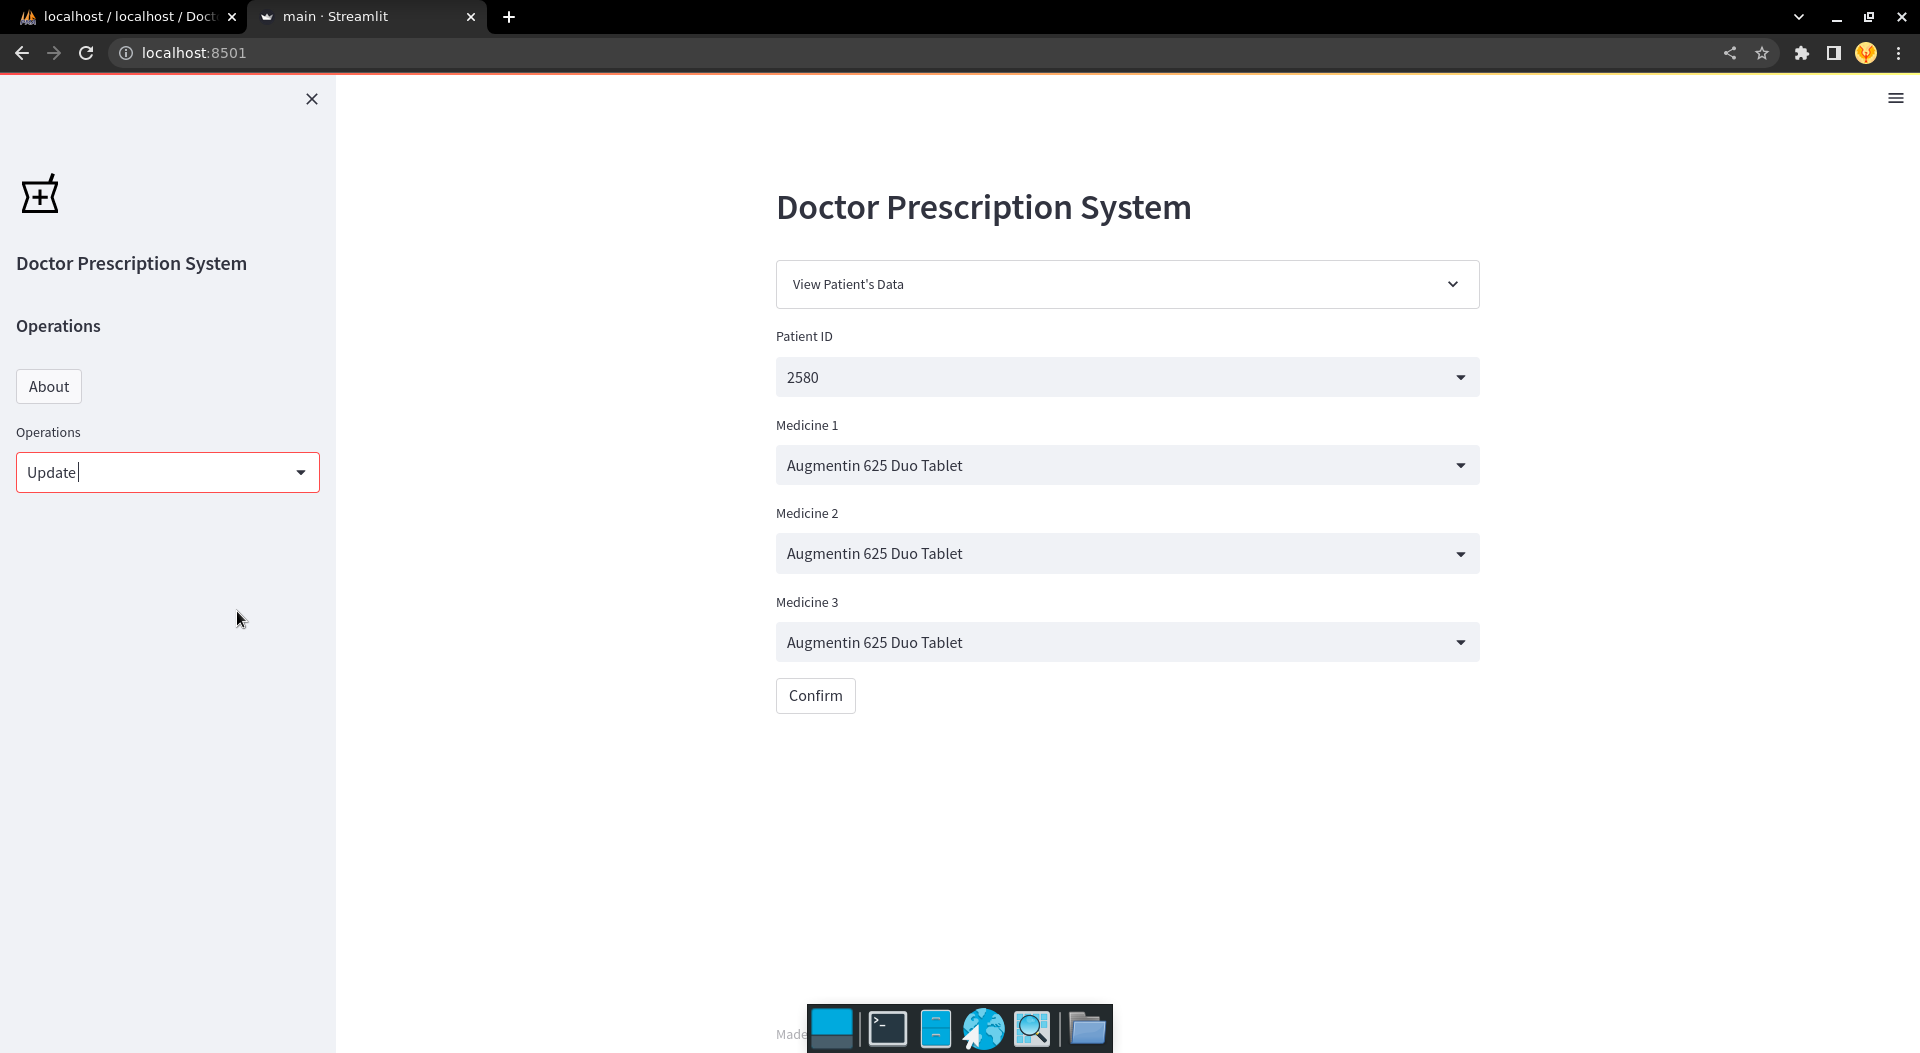 localhost / localhost / Doct
main · Streamlit
localhost:8501
Doctor Prescription System
Operations
About
Operations
Update
Doctor Prescription System
View Patient's Data
Patient ID
2580
Medicine 1
Augmentin 625 Duo Tablet
Medicine 2
Augmentin 625 Duo Tablet
Medicine 3
Augmentin 625 Duo Tablet
Confirm
Made